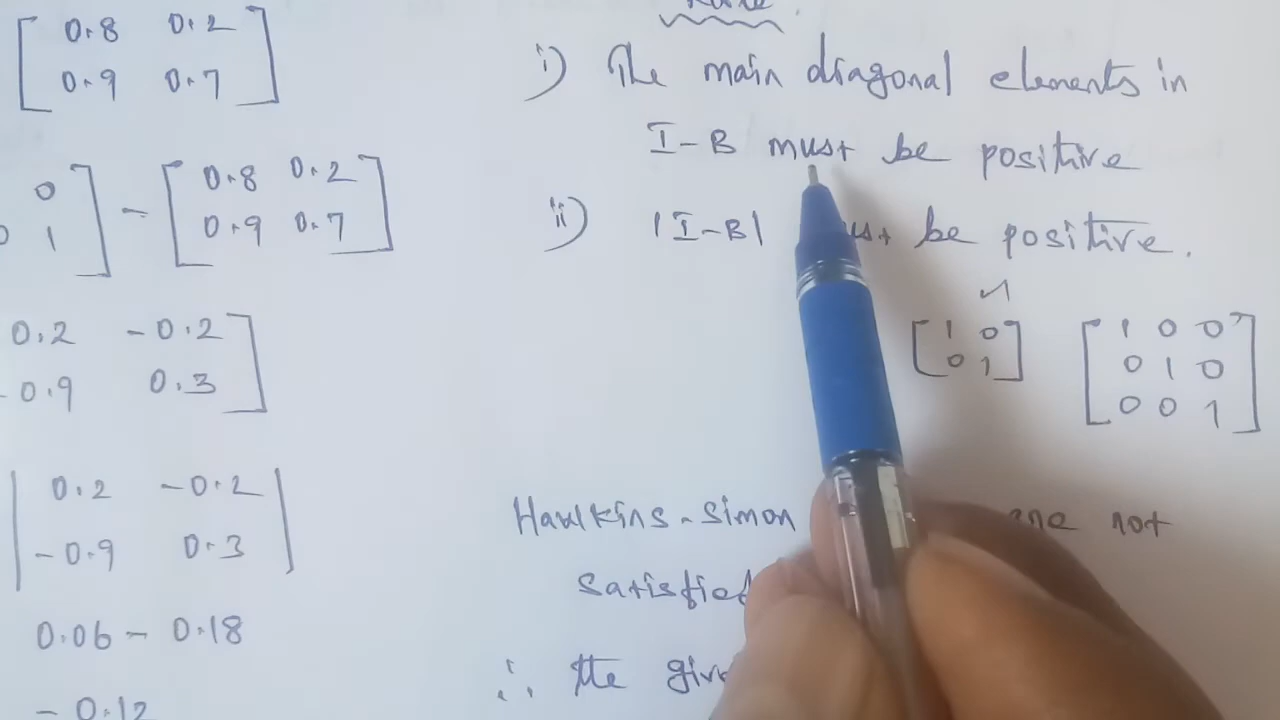 0.8 0.2
0.9 0.7
0
0 1 - 0.8 0.2
0.9 0.7
0.2 -0.2
-0.9 0.3
0.2 -0.2
-0.9 0.3
0.06 - 0.18
- 0.12
i) The main diagonal elements in
I-B must be positive
ii) |I-B| be positive.
1 0
0 1
1 0 0
0 1 0
0 0 1
Hawkins-Simon are not
satisfied
∴ the